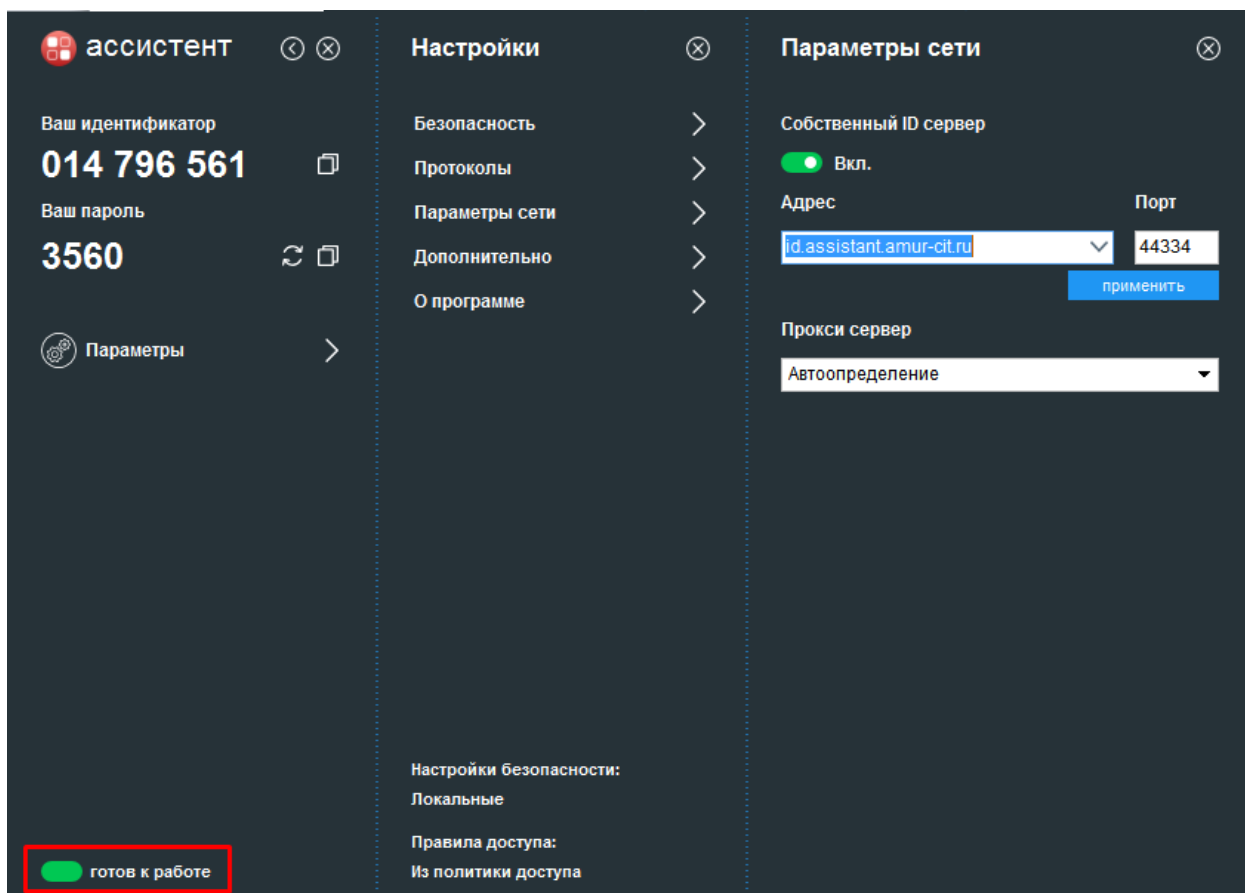 ассистент
Ваш идентификатор
014 796 561
Ваш пароль
3560
Параметры
готов к работе
Настройки
Безопасность
Протоколы
Параметры сети
Дополнительно
О программе
Настройки безопасности:
Локальные
Правила доступа:
Из политики доступа
Параметры сети
Собственный ID сервер
Вкл.
Адрес Порт
id.assistant.amur-cit.ru 44334
применить
Прокси сервер
Автоопределение